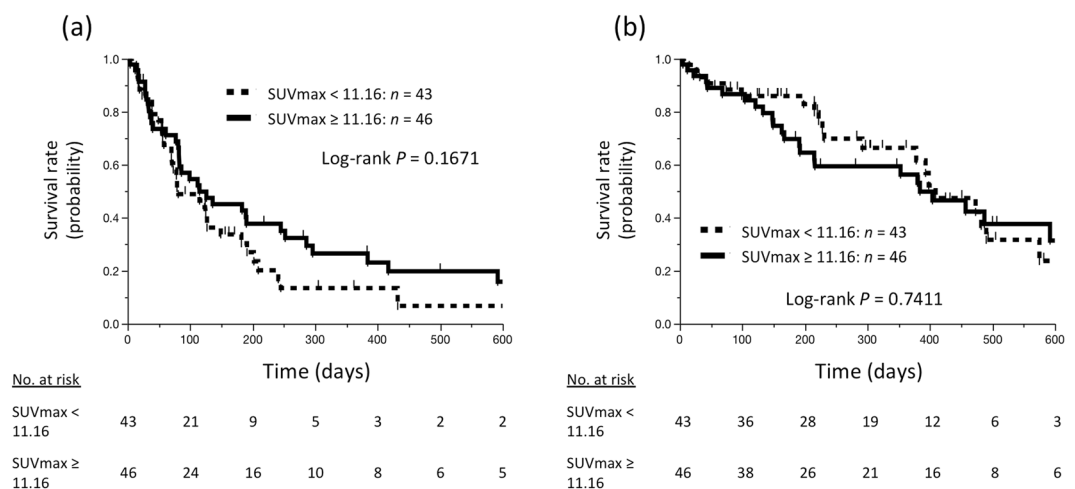 (a)
1.0
0.8
0.6
0.4
0.2
0.0
Survival rate
(probability)
SUVmax < 11.16: n = 43
SUVmax ≥ 11.16: n = 46
Log-rank P = 0.1671
0 100 200 300 400 500 600
Time (days)
No. at risk
SUVmax <
11.16
43 21 9 5 3 2 2
SUVmax ≥
11.16
46 24 16 10 8 6 5
(b)
1.0
0.8
0.6
0.4
0.2
0.0
Survival rate
(probability)
SUVmax < 11.16: n = 43
SUVmax ≥ 11.16: n = 46
Log-rank P = 0.7411
0 100 200 300 400 500 600
Time (days)
No. at risk
SUVmax <
11.16
43 36 28 19 12 6 3
SUVmax ≥
11.16
46 38 26 21 16 8 6